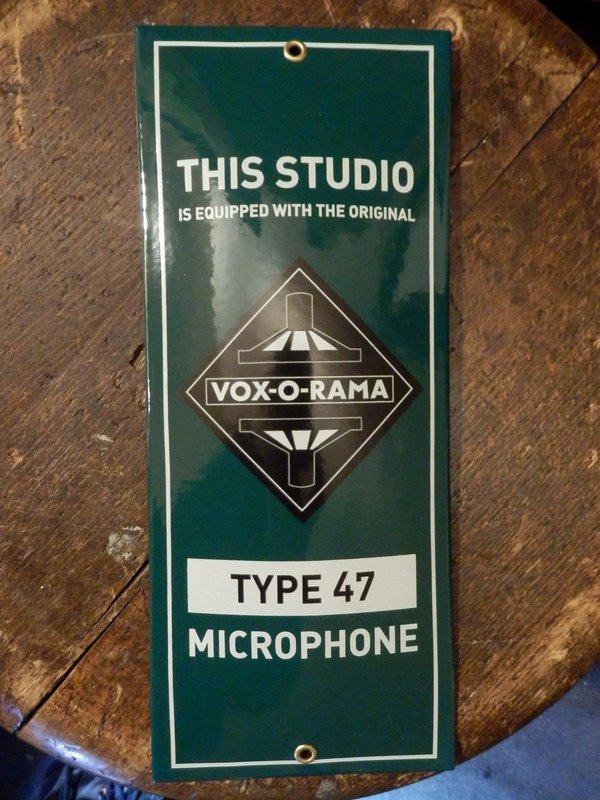 THIS STUDIO
IS EQUIPPED WITH THE ORIGINAL
VOX-O-RAMA
TYPE 47
MICROPHONE